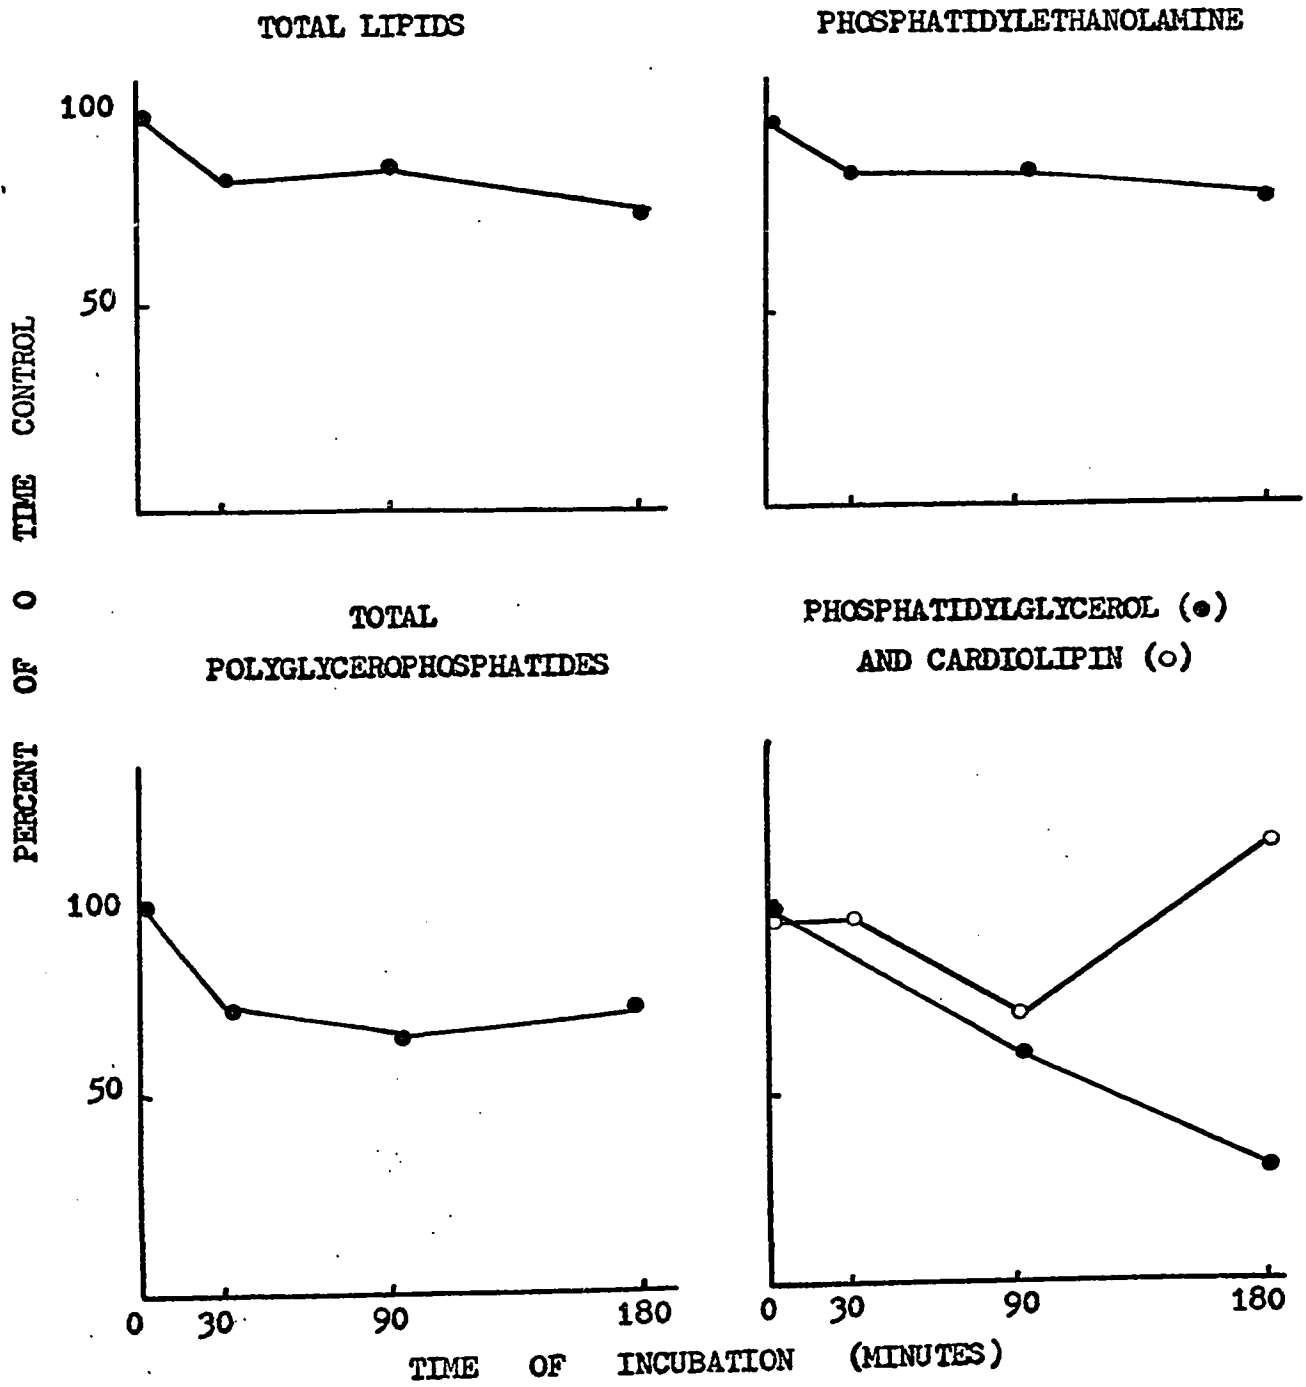 TOTAL LIPIDS
PHOSPHATIDYLETHANOLAMINE
100
50
PERCENT OF O TIME CONTROL
TOTAL
POLYGLYCEROPHOSPHATIDES
PHOSPHATIDYLGLYCEROL (●)
AND CARDIOLIPIN (○)
100
50
0 30 90 180
0 30 90 180
TIME OF INCUBATION (MINUTES)